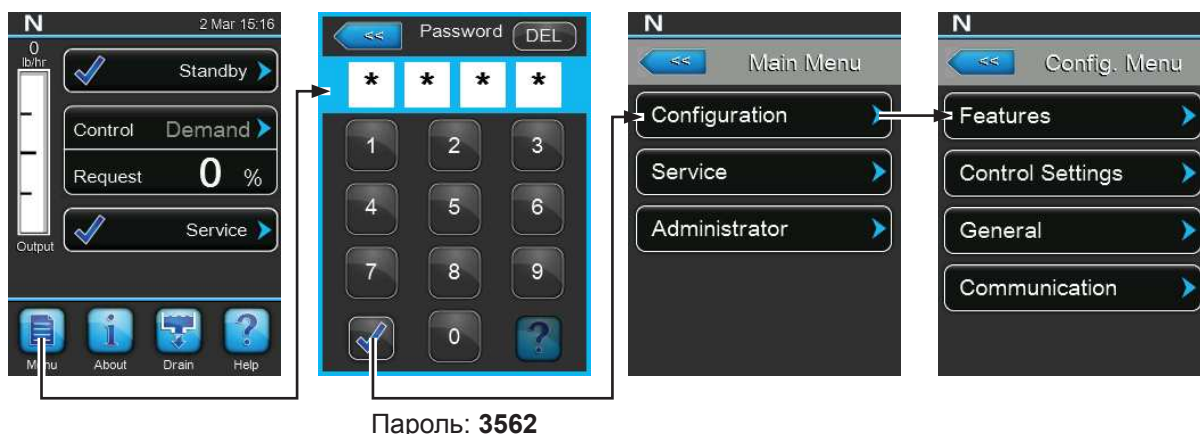 N 2 Mar 15:16
0
lb/hr
Standby
Control Demand
Request 0 %
Service
Output
Menu About Drain Help
<< Password DEL
* * * *
1 2 3
4 5 6
7 8 9
0 ?
Пароль: 3562
N
<< Main Menu
Configuration
Service
Administrator
N
<< Config. Menu
Features
Control Settings
General
Communication